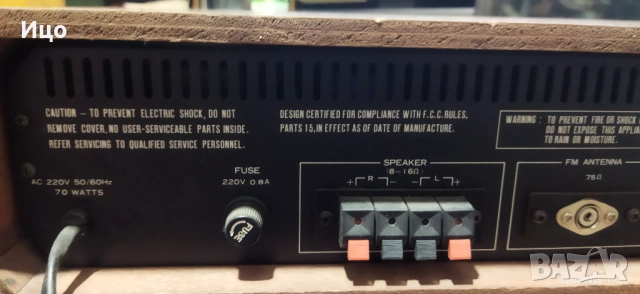 Ицо
CAUTION – TO PREVENT ELECTRIC SHOCK, DO NOT
REMOVE COVER, NO USER-SERVICEABLE PARTS INSIDE.
REFER SERVICING TO QUALIFIED SERVICE PERSONNEL.
DESIGN CERTIFIED FOR COMPLIANCE WITH F.C.C. RULES,
PARTS 15, IN EFFECT AS OF DATE OF MANUFACTURE.
WARNING : TO PREVENT FIRE OR SHOCK
DO NOT EXPOSE THIS APPLIA
TO RAIN OR MOISTURE.
AC 220V 50/60Hz
70 WATTS
FUSE
220V 0.8A
FUSE
SPEAKER
(8~16Ω)
+ R − − L +
FM ANTENNA
75Ω
BAZAR